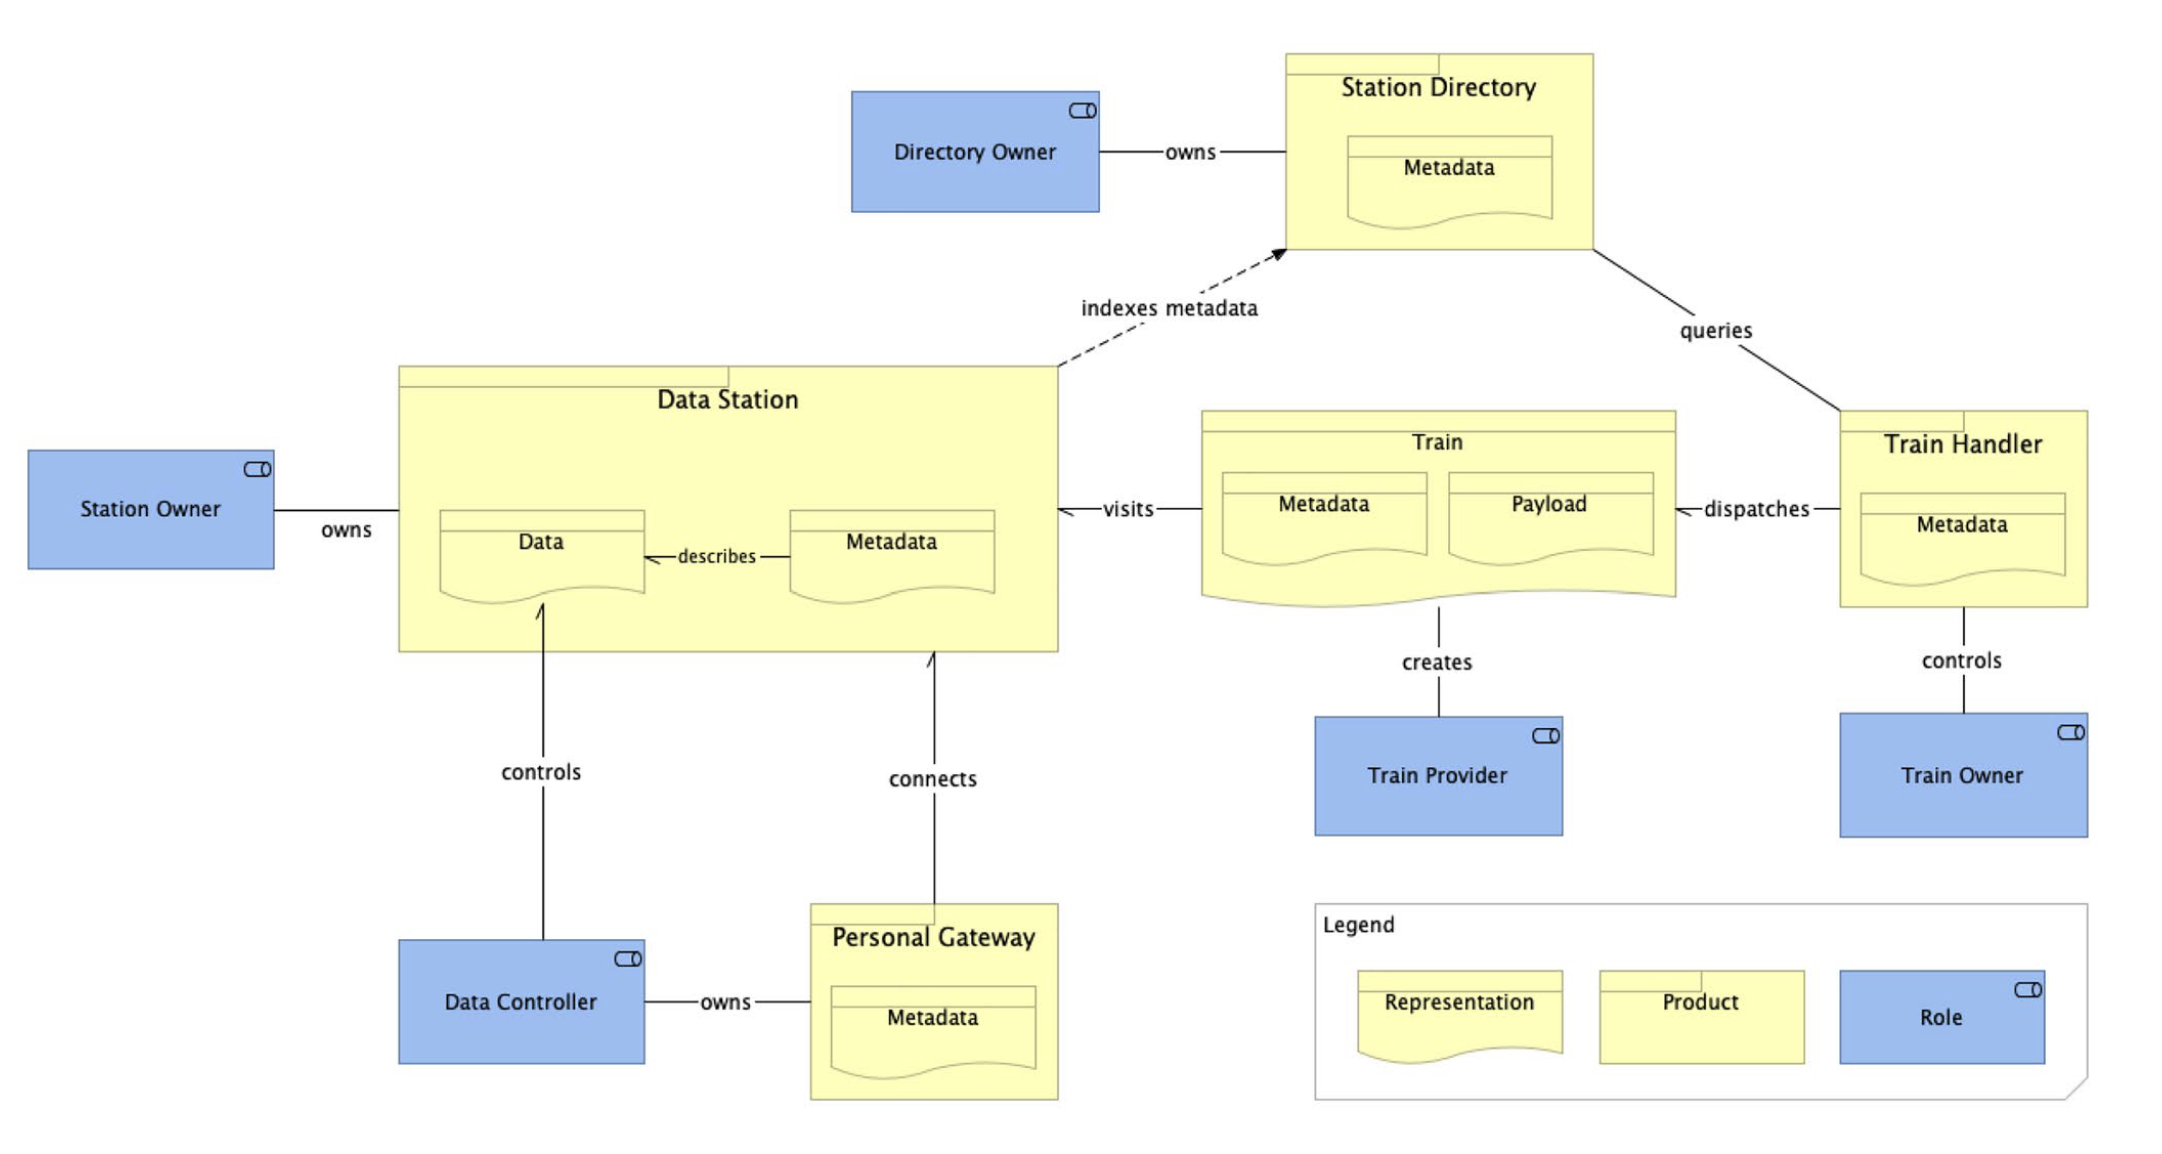 Station Directory
Directory Owner
owns
Metadata
indexes metadata
queries
Data Station
Train
Train Handler
Station Owner
owns
Data
describes
Metadata
visits
Metadata
Payload
dispatches
Metadata
creates
controls
controls
connects
Train Provider
Train Owner
Data Controller
owns
Personal Gateway
Metadata
Legend
Representation
Product
Role